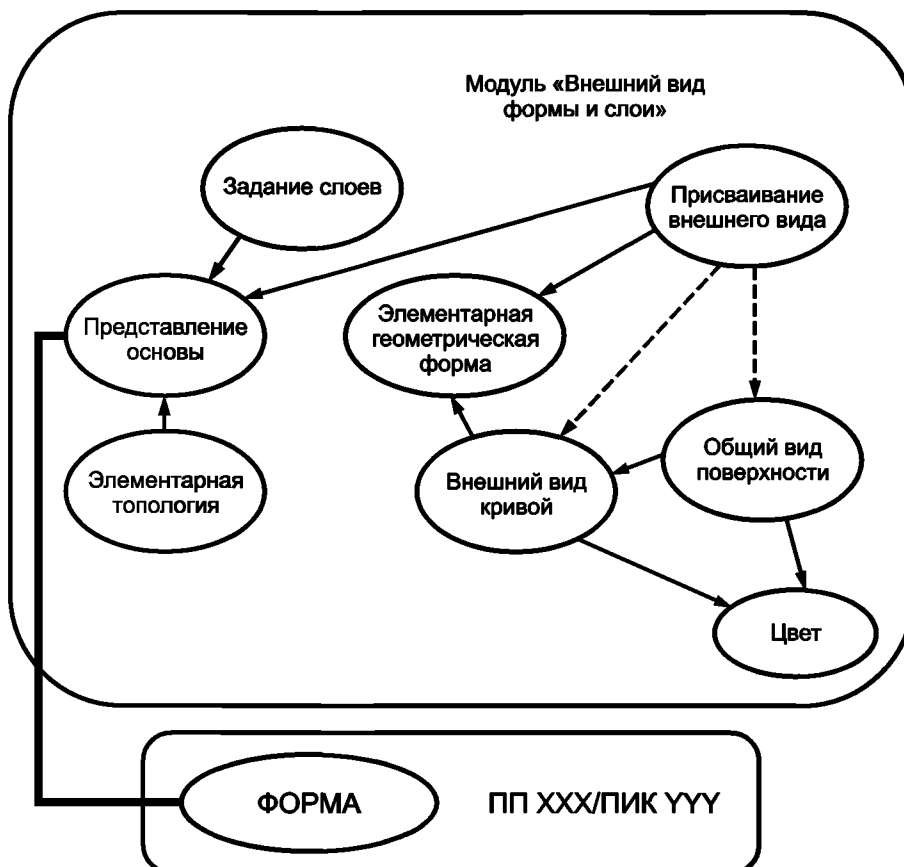 Модуль «Внешний вид
формы и слои»
Задание слоев
Присваивание
внешнего вида
Представление
основы
Элементарная
геометрическая
форма
Элементарная
топология
Внешний вид
кривой
Общий вид
поверхности
Цвет
ФОРМА
ПП XXX/ПИК YYY